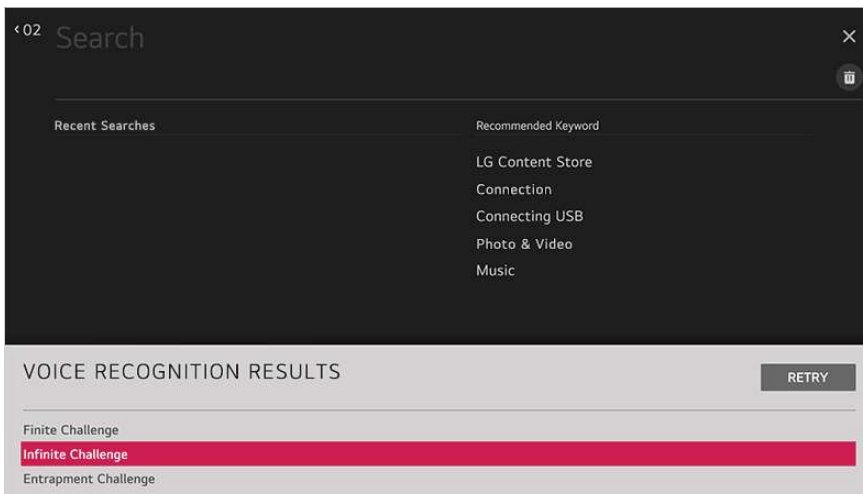 ‹02 Search
Recent Searches
Recommended Keyword
LG Content Store
Connection
Connecting USB
Photo & Video
Music
VOICE RECOGNITION RESULTS
RETRY
Finite Challenge
Infinite Challenge
Entrapment Challenge